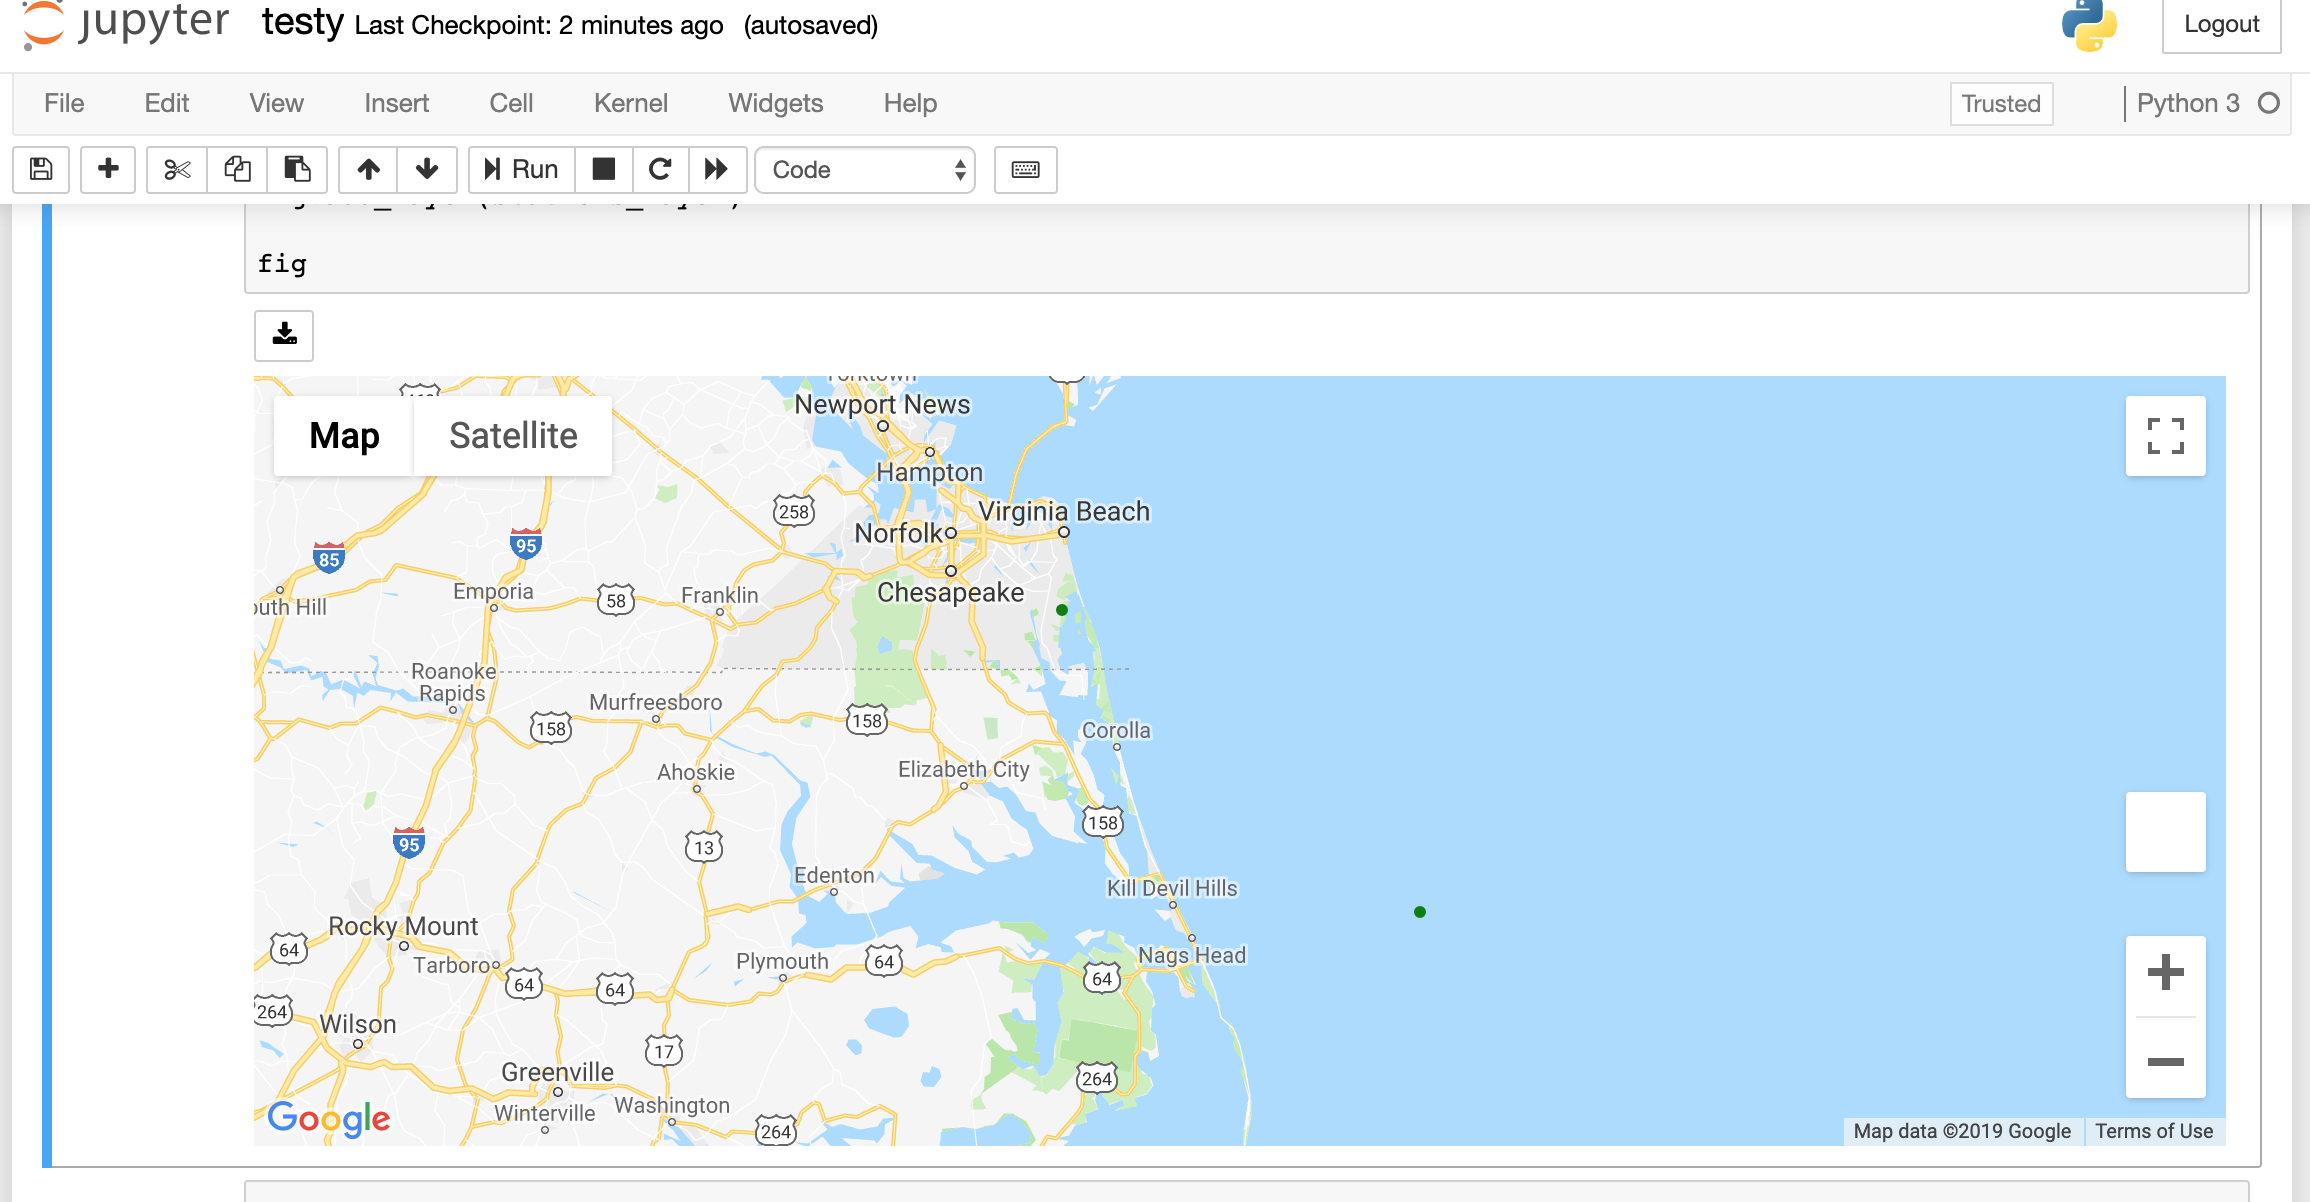 jupyter testy Last Checkpoint: 2 minutes ago (autosaved)
Logout
File Edit View Insert Cell Kernel Widgets Help
Trusted
Python 3
Run
Code
fig
Map Satellite
Newport News
Hampton
258
Virginia Beach
Norfolk
85
95
Chesapeake
Emporia
58
Franklin
outh Hill
Roanoke
Rapids
Murfreesboro
158
158
Corolla
Ahoskie
Elizabeth City
158
95
13
Edenton
Kill Devil Hills
Rocky Mount
64
Tarboro
64
64
Plymouth
64
Nags Head
64
264
Wilson
17
Greenville
264
Washington
Winterville
264
Google
Map data ©2019 Google
Terms of Use